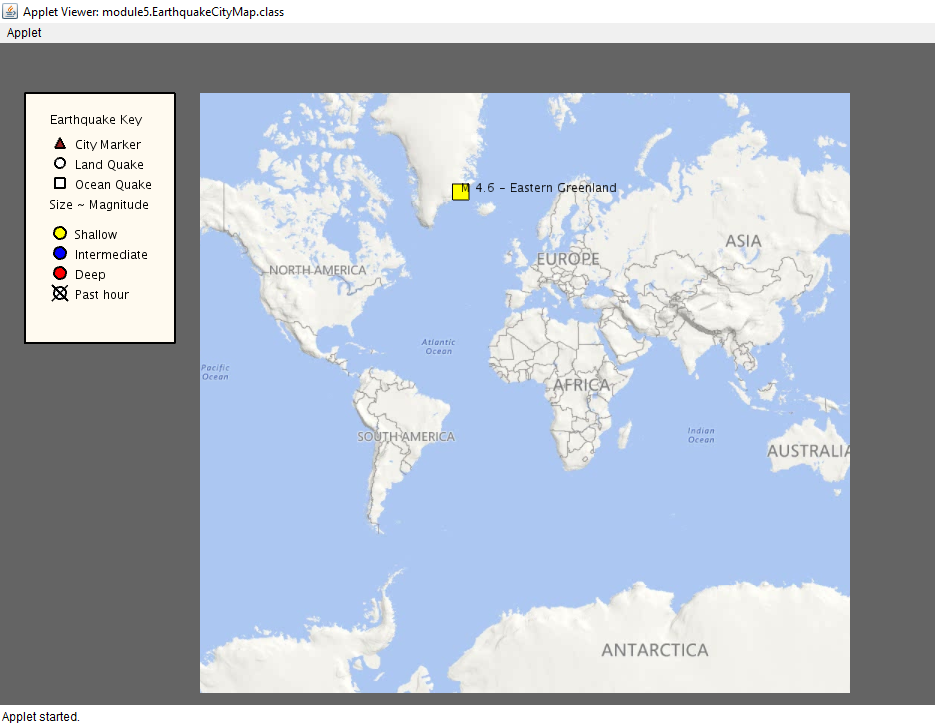 Applet Viewer: module5.EarthquakeCityMap.class
Applet
Earthquake Key
City Marker
Land Quake
Ocean Quake
Size ~ Magnitude
Shallow
Intermediate
Deep
Past hour
M 4.6 - Eastern Greenland
ASIA
EUROPE
NORTH AMERICA
Atlantic
Ocean
Pacific
Ocean
AFRICA
SOUTH AMERICA
Indian
Ocean
AUSTRALIA
ANTARCTICA
Applet started.